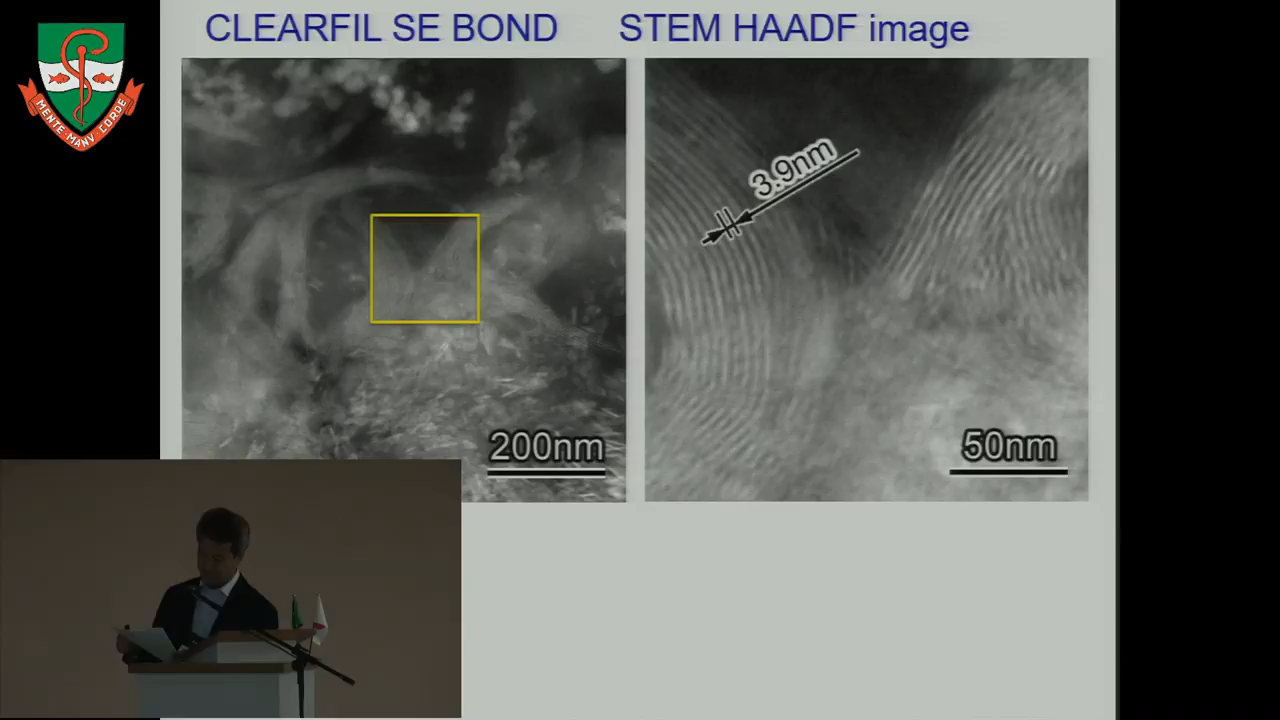 CLEARFIL SE BOND STEM HAADF image
MENTE MANV CORDE
3.9nm
200nm
50nm